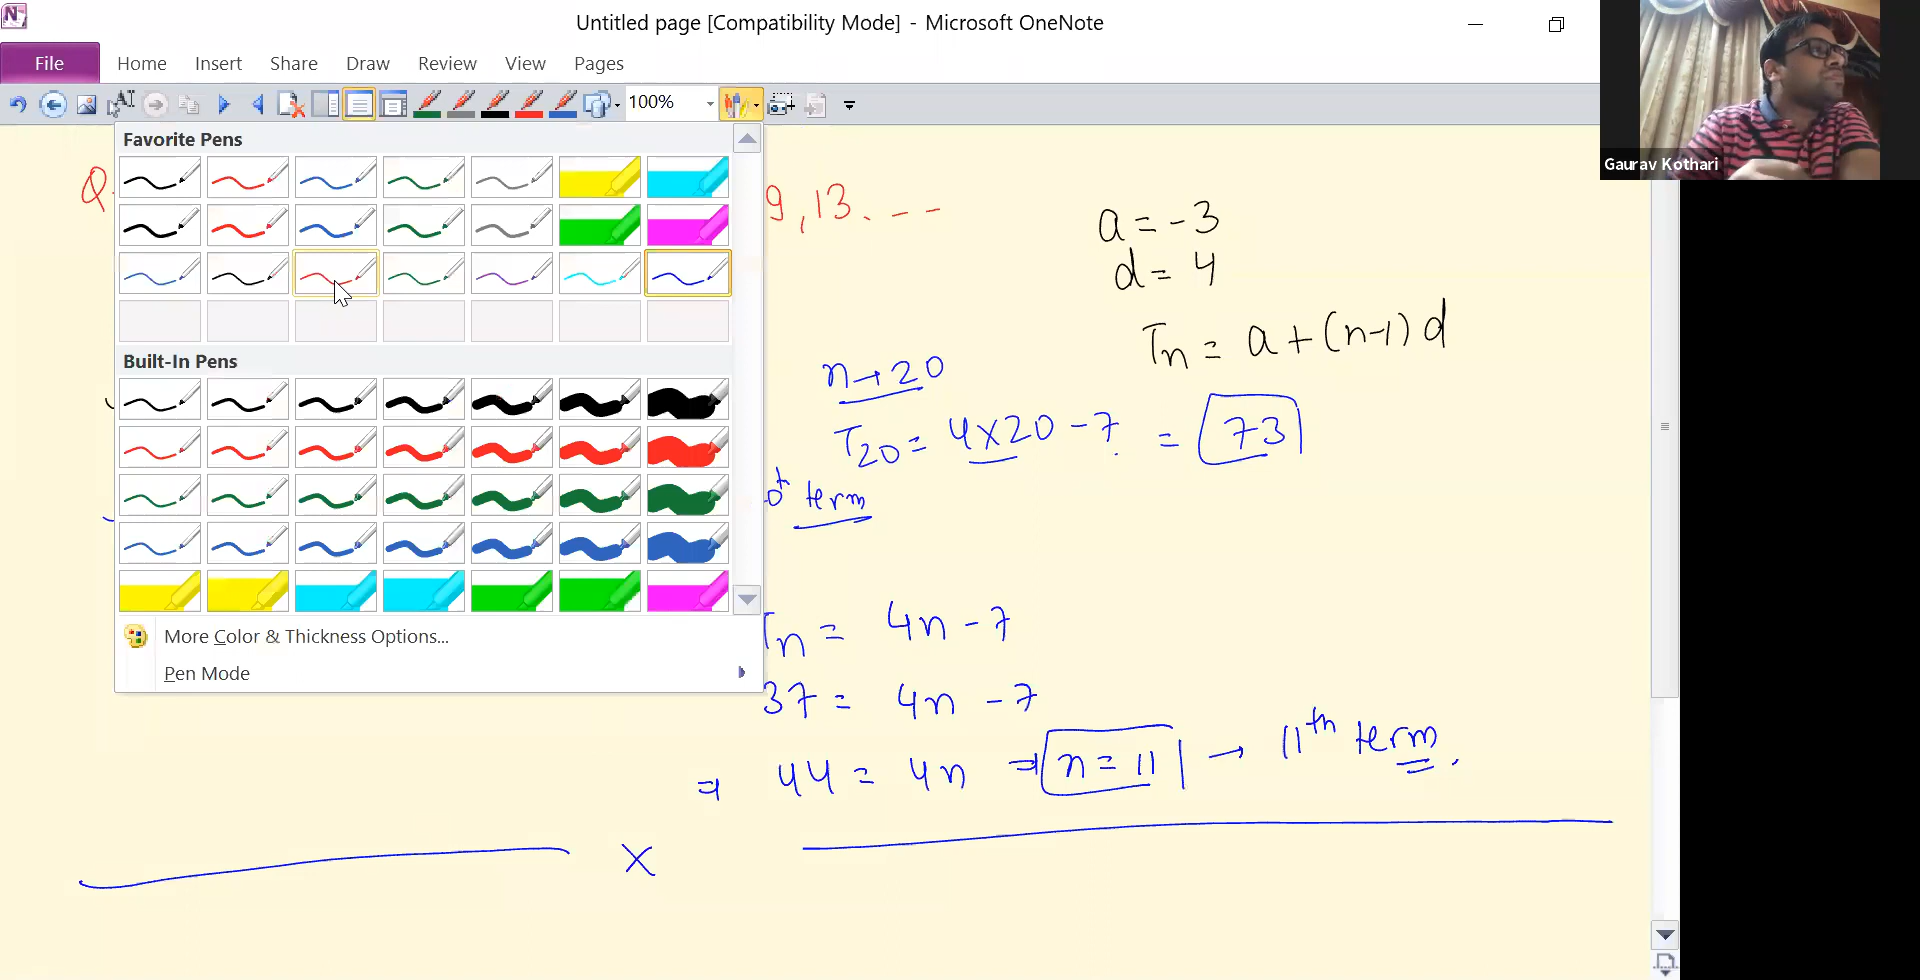 Untitled page [Compatibility Mode] - Microsoft OneNote
File Home Insert Share Draw Review View Pages
100%
Gaurav Kothari
Favorite Pens
Built-In Pens
More Color & Thickness Options...
Pen Mode
Q. 9, 13. - -
a = -3
d = 4
Tn = a + (n-1) d
n → 20
T20 = 4×20 - 7 = 73
term
Tn = 4n - 7
37 = 4n - 7
⇒ 44 = 4n ⇒ n = 11 → 11th term.
×